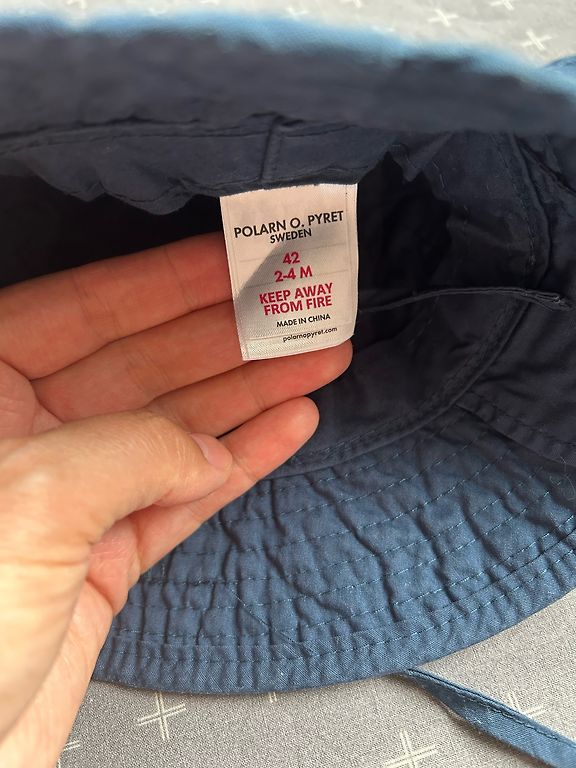 POLARN O. PYRET
SWEDEN
42
2-4 M
KEEP AWAY
FROM FIRE
MADE IN CHINA
polarnopyret.com